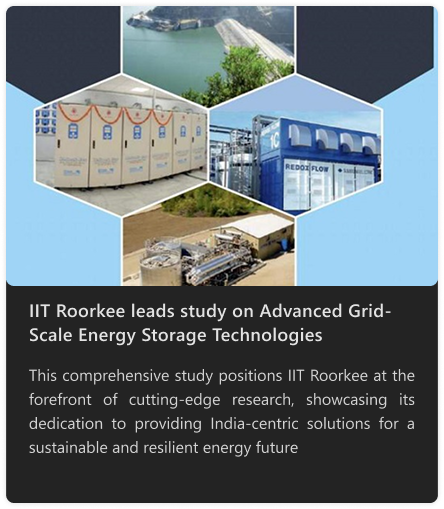 REDOX FLOW
IIT Roorkee leads study on Advanced Grid-
Scale Energy Storage Technologies
This comprehensive study positions IIT Roorkee at the
forefront of cutting-edge research, showcasing its
dedication to providing India-centric solutions for a
sustainable and resilient energy future